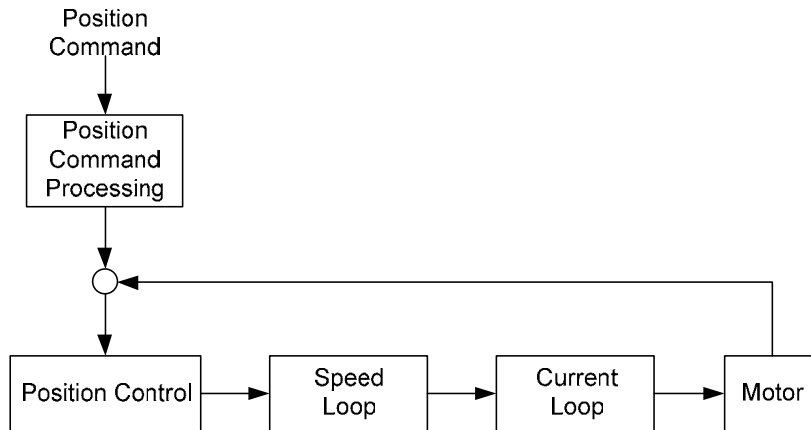 Position
Command
Position
Command
Processing
Position Control
Speed
Loop
Current
Loop
Motor